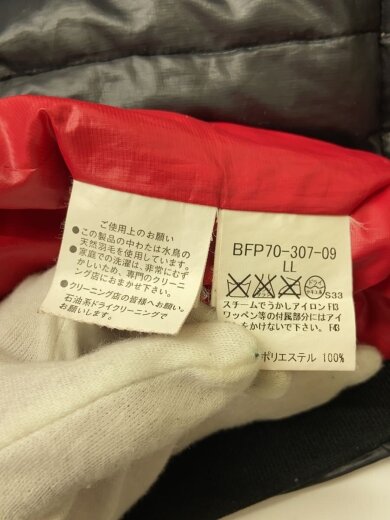 ご使用上のお願い
●この製品の中わたは水鳥の
天然羽毛を使用しています。
●家庭での洗濯は、非常にむず
かしいため、専門のクリーニ
ング店におまかせ下さい。
●クリーニング店の皆様へお願い。
石油系ドライクリーニングで
お願いします。
BFP70-307-09
LL
S33
スチームでうかしアイロン F13
ワッペン等の付属部分にはアイ
をかけないで下さい。
ポリエステル 100%